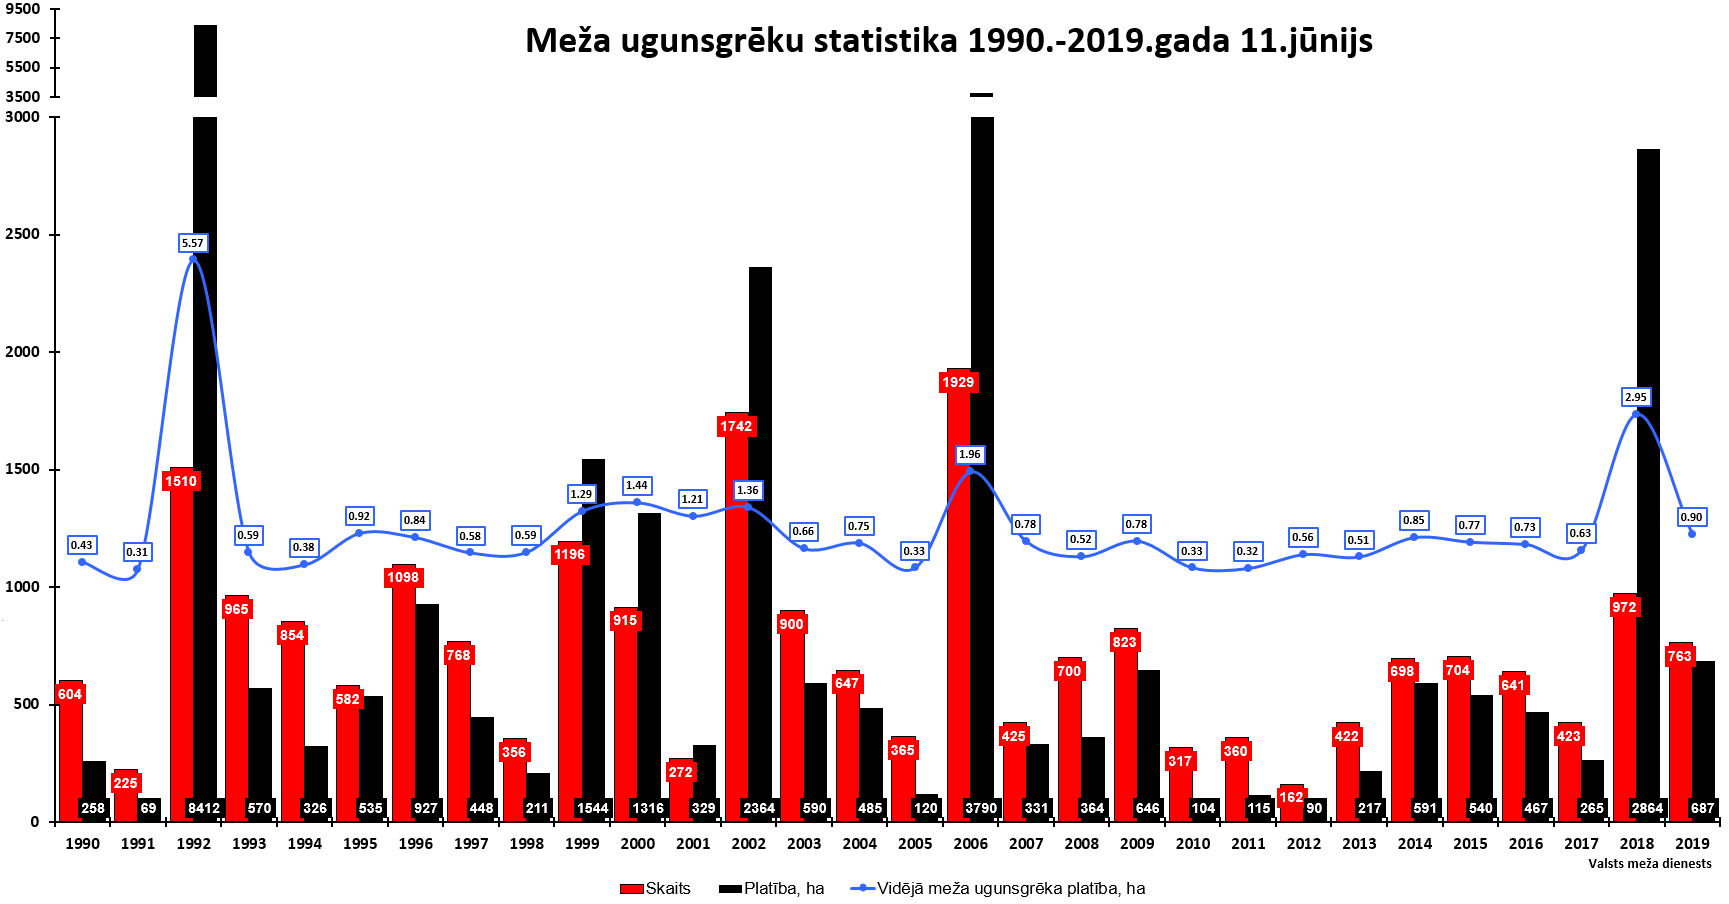 Meža ugunsgrēku statistika 1990.-2019.gada 11.jūnijs
9500
7500
5500
3500
3000
2500
2000
1500
1000
500
0
0.43 0.31 5.57 0.59 0.38 0.92 0.84 0.58 0.59 1.29 1.44 1.21 1.36 0.66 0.75 0.33 1.96 0.78 0.52 0.78 0.33 0.32 0.56 0.51 0.85 0.77 0.73 0.63 2.95 0.90
604 225 1510 965 854 582 1098 768 356 1196 915 272 1742 900 647 365 1929 425 700 823 317 360 162 422 698 704 641 423 972 763
258 69 8412 570 326 535 927 448 211 1544 1316 329 2364 590 485 120 3790 331 364 646 104 115 90 217 591 540 467 265 2864 687
1990 1991 1992 1993 1994 1995 1996 1997 1998 1999 2000 2001 2002 2003 2004 2005 2006 2007 2008 2009 2010 2011 2012 2013 2014 2015 2016 2017 2018 2019
Valsts meža dienests
Skaits Platība, ha Vidējā meža ugunsgrēka platība, ha